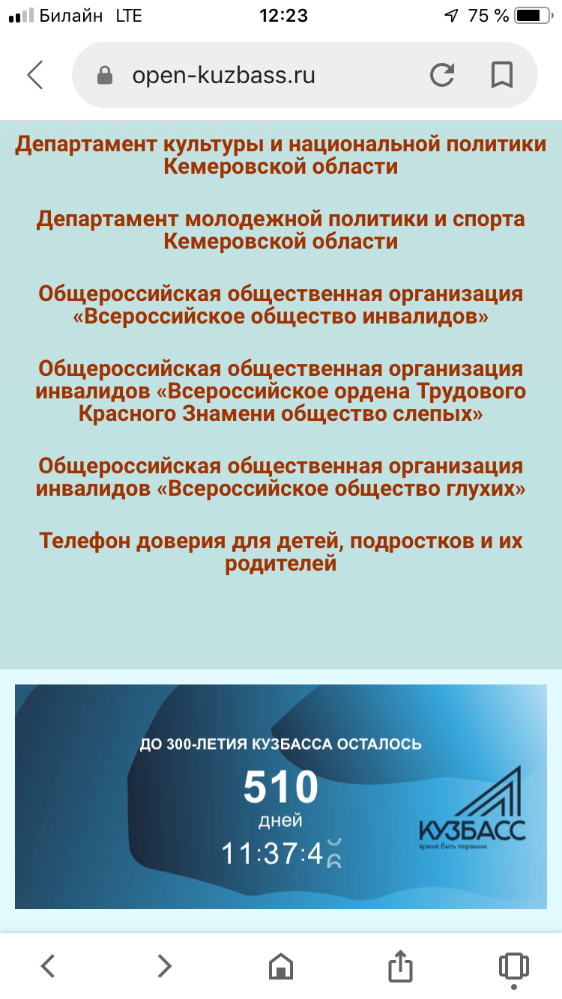 Билайн LTE 12:23 75 %
open-kuzbass.ru
Департамент культуры и национальной политики
Кемеровской области
Департамент молодежной политики и спорта
Кемеровской области
Общероссийская общественная организация
«Всероссийское общество инвалидов»
Общероссийская общественная организация
инвалидов «Всероссийское ордена Трудового
Красного Знамени общество слепых»
Общероссийская общественная организация
инвалидов «Всероссийское общество глухих»
Телефон доверия для детей, подростков и их
родителей
ДО 300-ЛЕТИЯ КУЗБАССА ОСТАЛОСЬ
510
дней
11:37:4
КУЗБАСС
время быть первыми